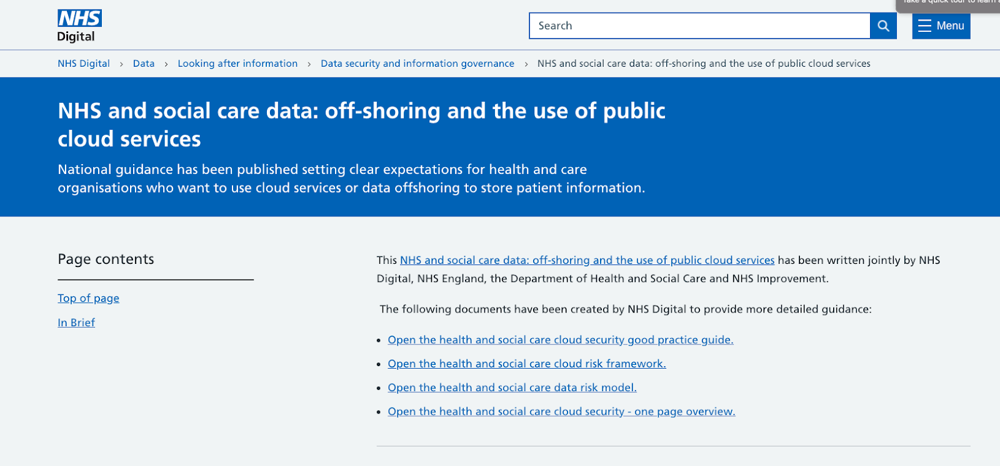 Take a quick tour to learn
NHS
Digital
Search
Menu
NHS Digital › Data › Looking after information › Data security and information governance › NHS and social care data: off-shoring and the use of public cloud services
NHS and social care data: off-shoring and the use of public
cloud services
National guidance has been published setting clear expectations for health and care
organisations who want to use cloud services or data offshoring to store patient information.
Page contents
Top of page
In Brief
This NHS and social care data: off-shoring and the use of public cloud services has been written jointly by NHS
Digital, NHS England, the Department of Health and Social Care and NHS Improvement.
The following documents have been created by NHS Digital to provide more detailed guidance:
• Open the health and social care cloud security good practice guide.
• Open the health and social care cloud risk framework.
• Open the health and social care data risk model.
• Open the health and social care cloud security - one page overview.